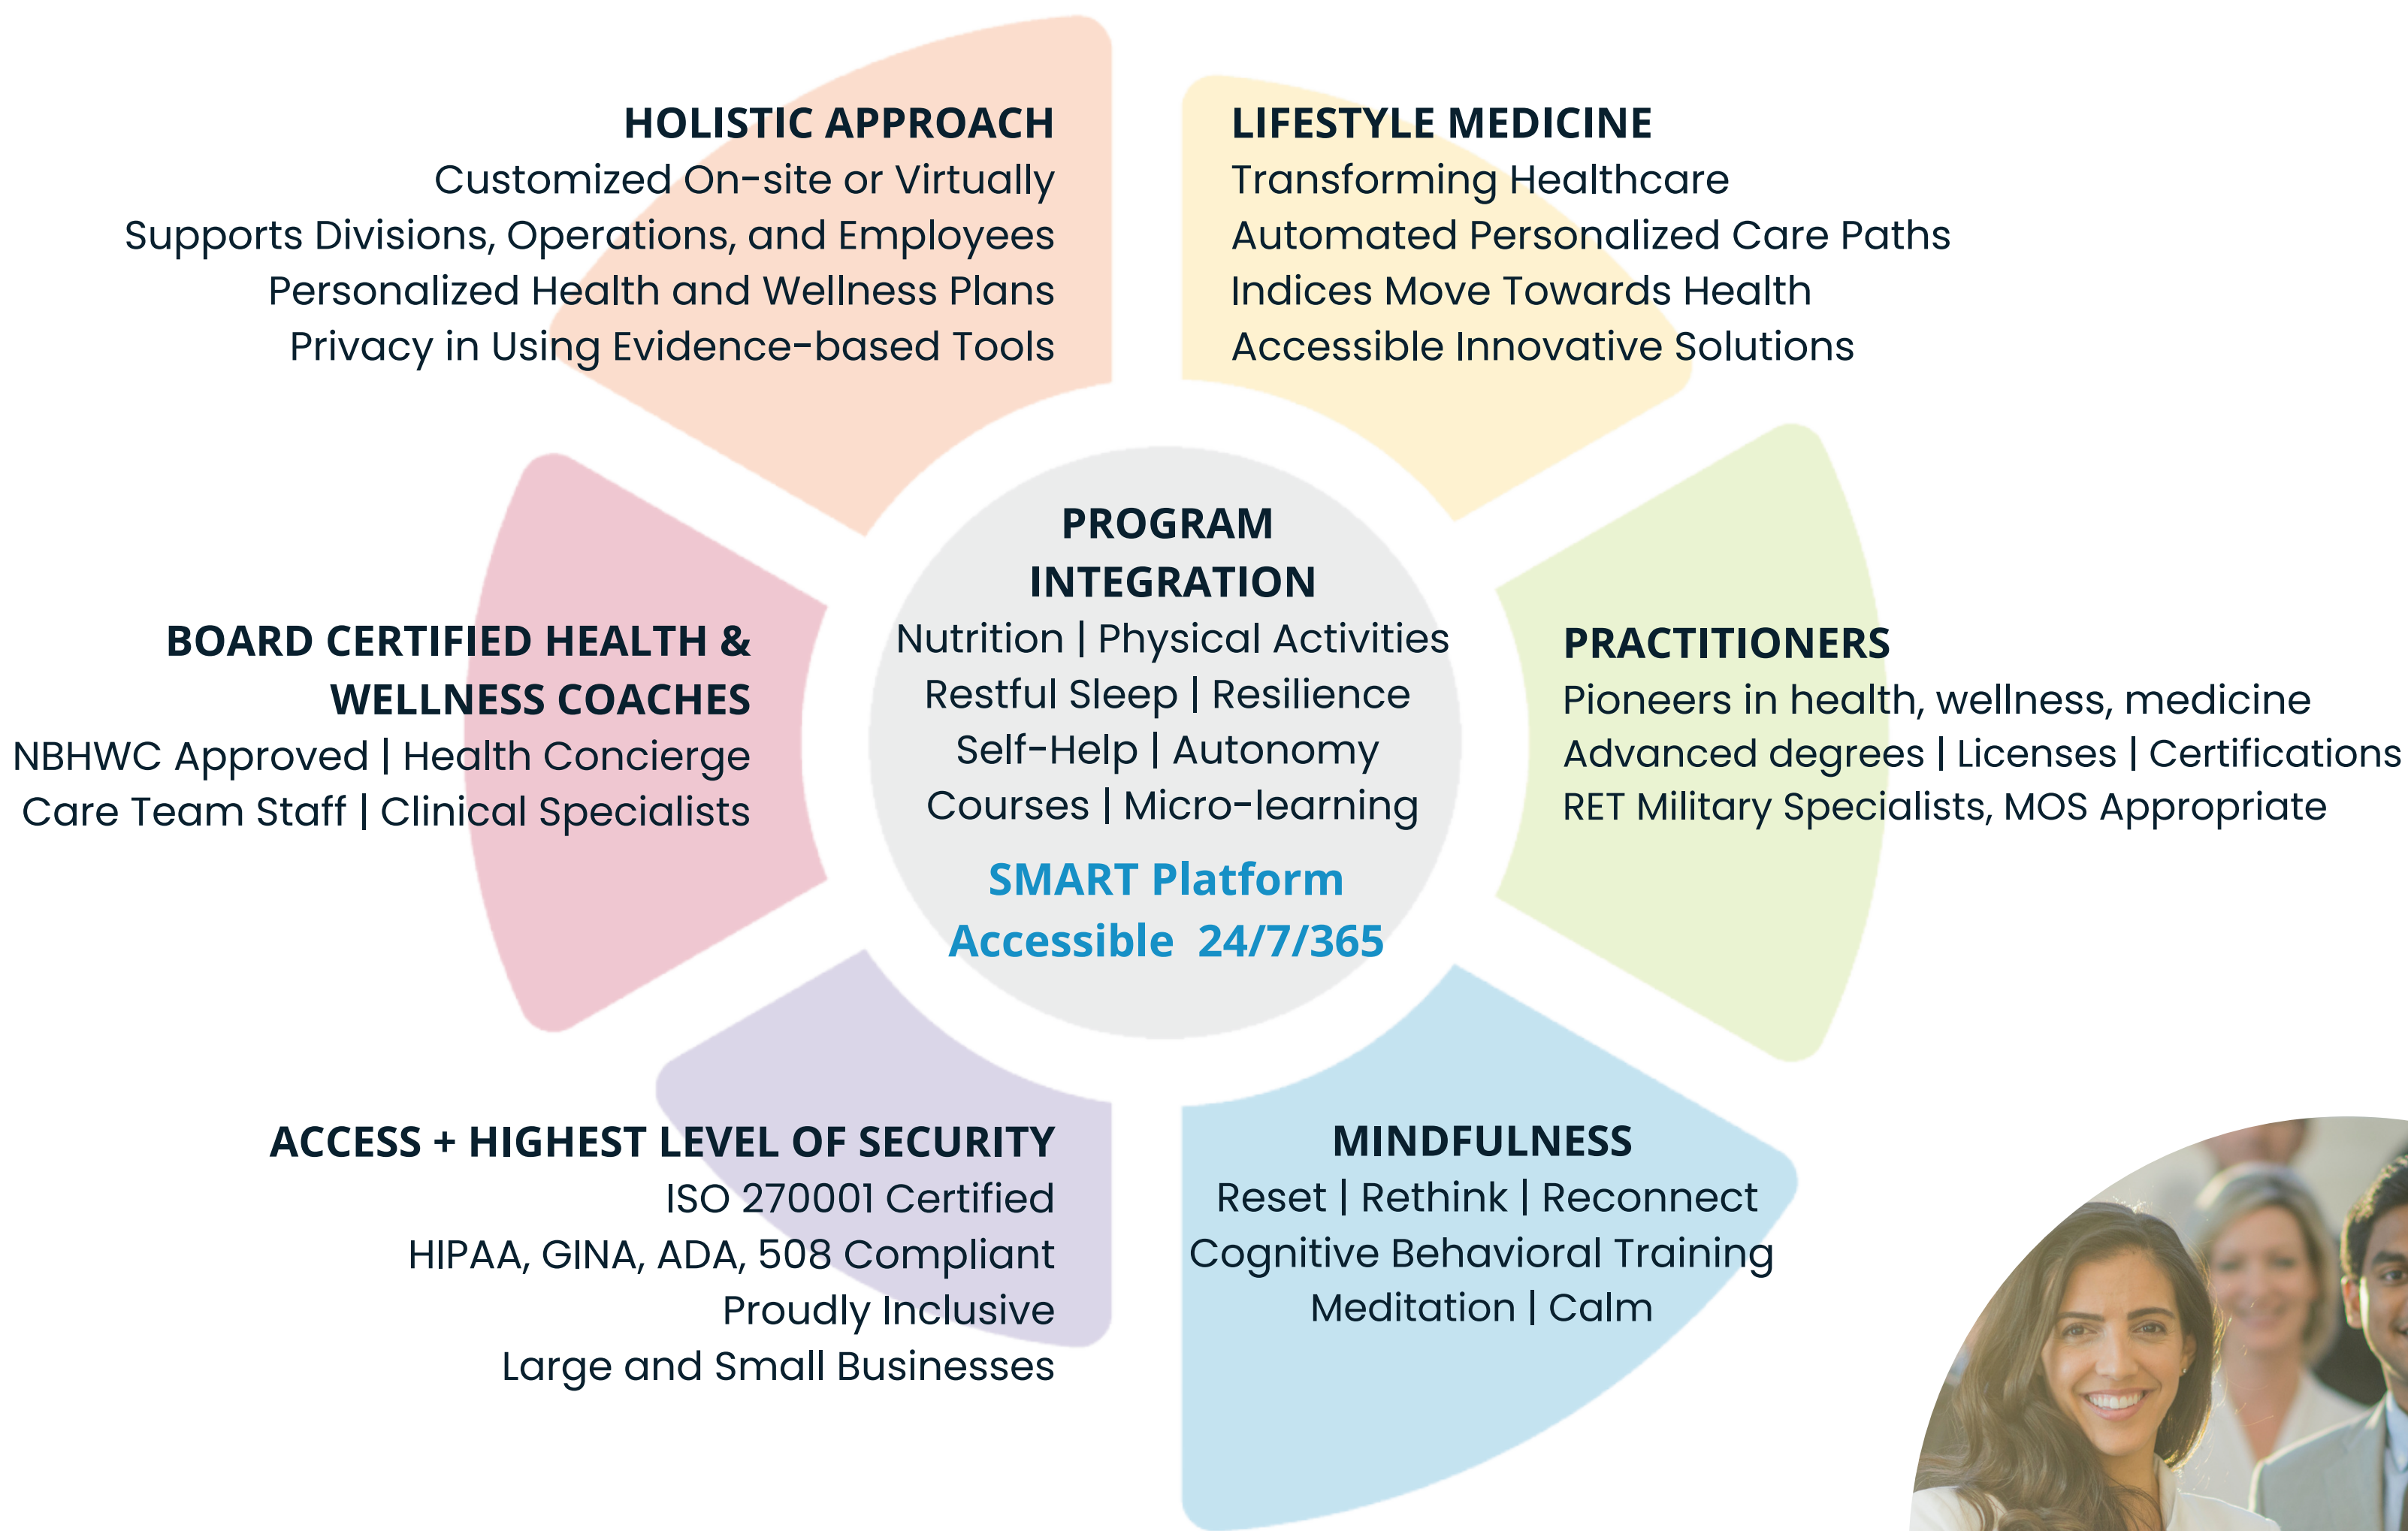 HOLISTIC APPROACH
Customized On-site or Virtually
Supports Divisions, Operations, and Employees
Personalized Health and Wellness Plans
Privacy in Using Evidence-based Tools
LIFESTYLE MEDICINE
Transforming Healthcare
Automated Personalized Care Paths
Indices Move Towards Health
Accessible Innovative Solutions
BOARD CERTIFIED HEALTH &
WELLNESS COACHES
NBHWC Approved | Health Concierge
Care Team Staff | Clinical Specialists
PROGRAM
INTEGRATION
Nutrition | Physical Activities
Restful Sleep | Resilience
Self-Help | Autonomy
Courses | Micro-learning
SMART Platform
Accessible 24/7/365
PRACTITIONERS
Pioneers in health, wellness, medicine
Advanced degrees | Licenses | Certifications
RET Military Specialists, MOS Appropriate
ACCESS + HIGHEST LEVEL OF SECURITY
ISO 270001 Certified
HIPAA, GINA, ADA, 508 Compliant
Proudly Inclusive
Large and Small Businesses
MINDFULNESS
Reset | Rethink | Reconnect
Cognitive Behavioral Training
Meditation | Calm